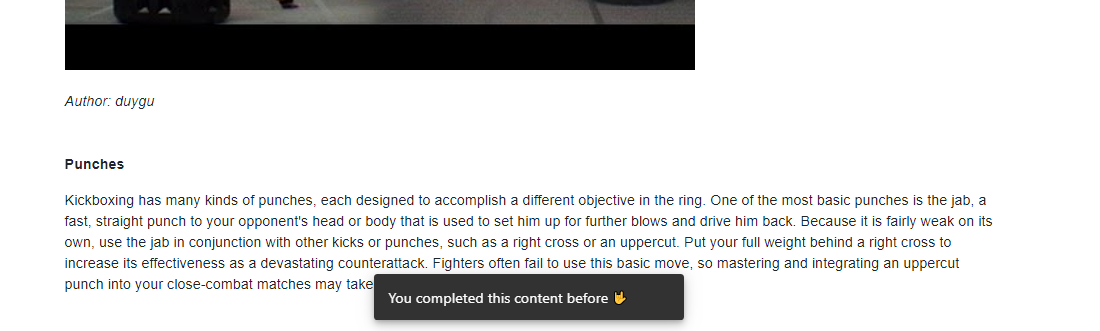 Author: duygu
Punches
Kickboxing has many kinds of punches, each designed to accomplish a different objective in the ring. One of the most basic punches is the jab, a
fast, straight punch to your opponent's head or body that is used to set him up for further blows and drive him back. Because it is fairly weak on its
own, use the jab in conjunction with other kicks or punches, such as a right cross or an uppercut. Put your full weight behind a right cross to
increase its effectiveness as a devastating counterattack. Fighters often fail to use this basic move, so mastering and integrating an uppercut
punch into your close-combat matches may take
You completed this content before 🤟